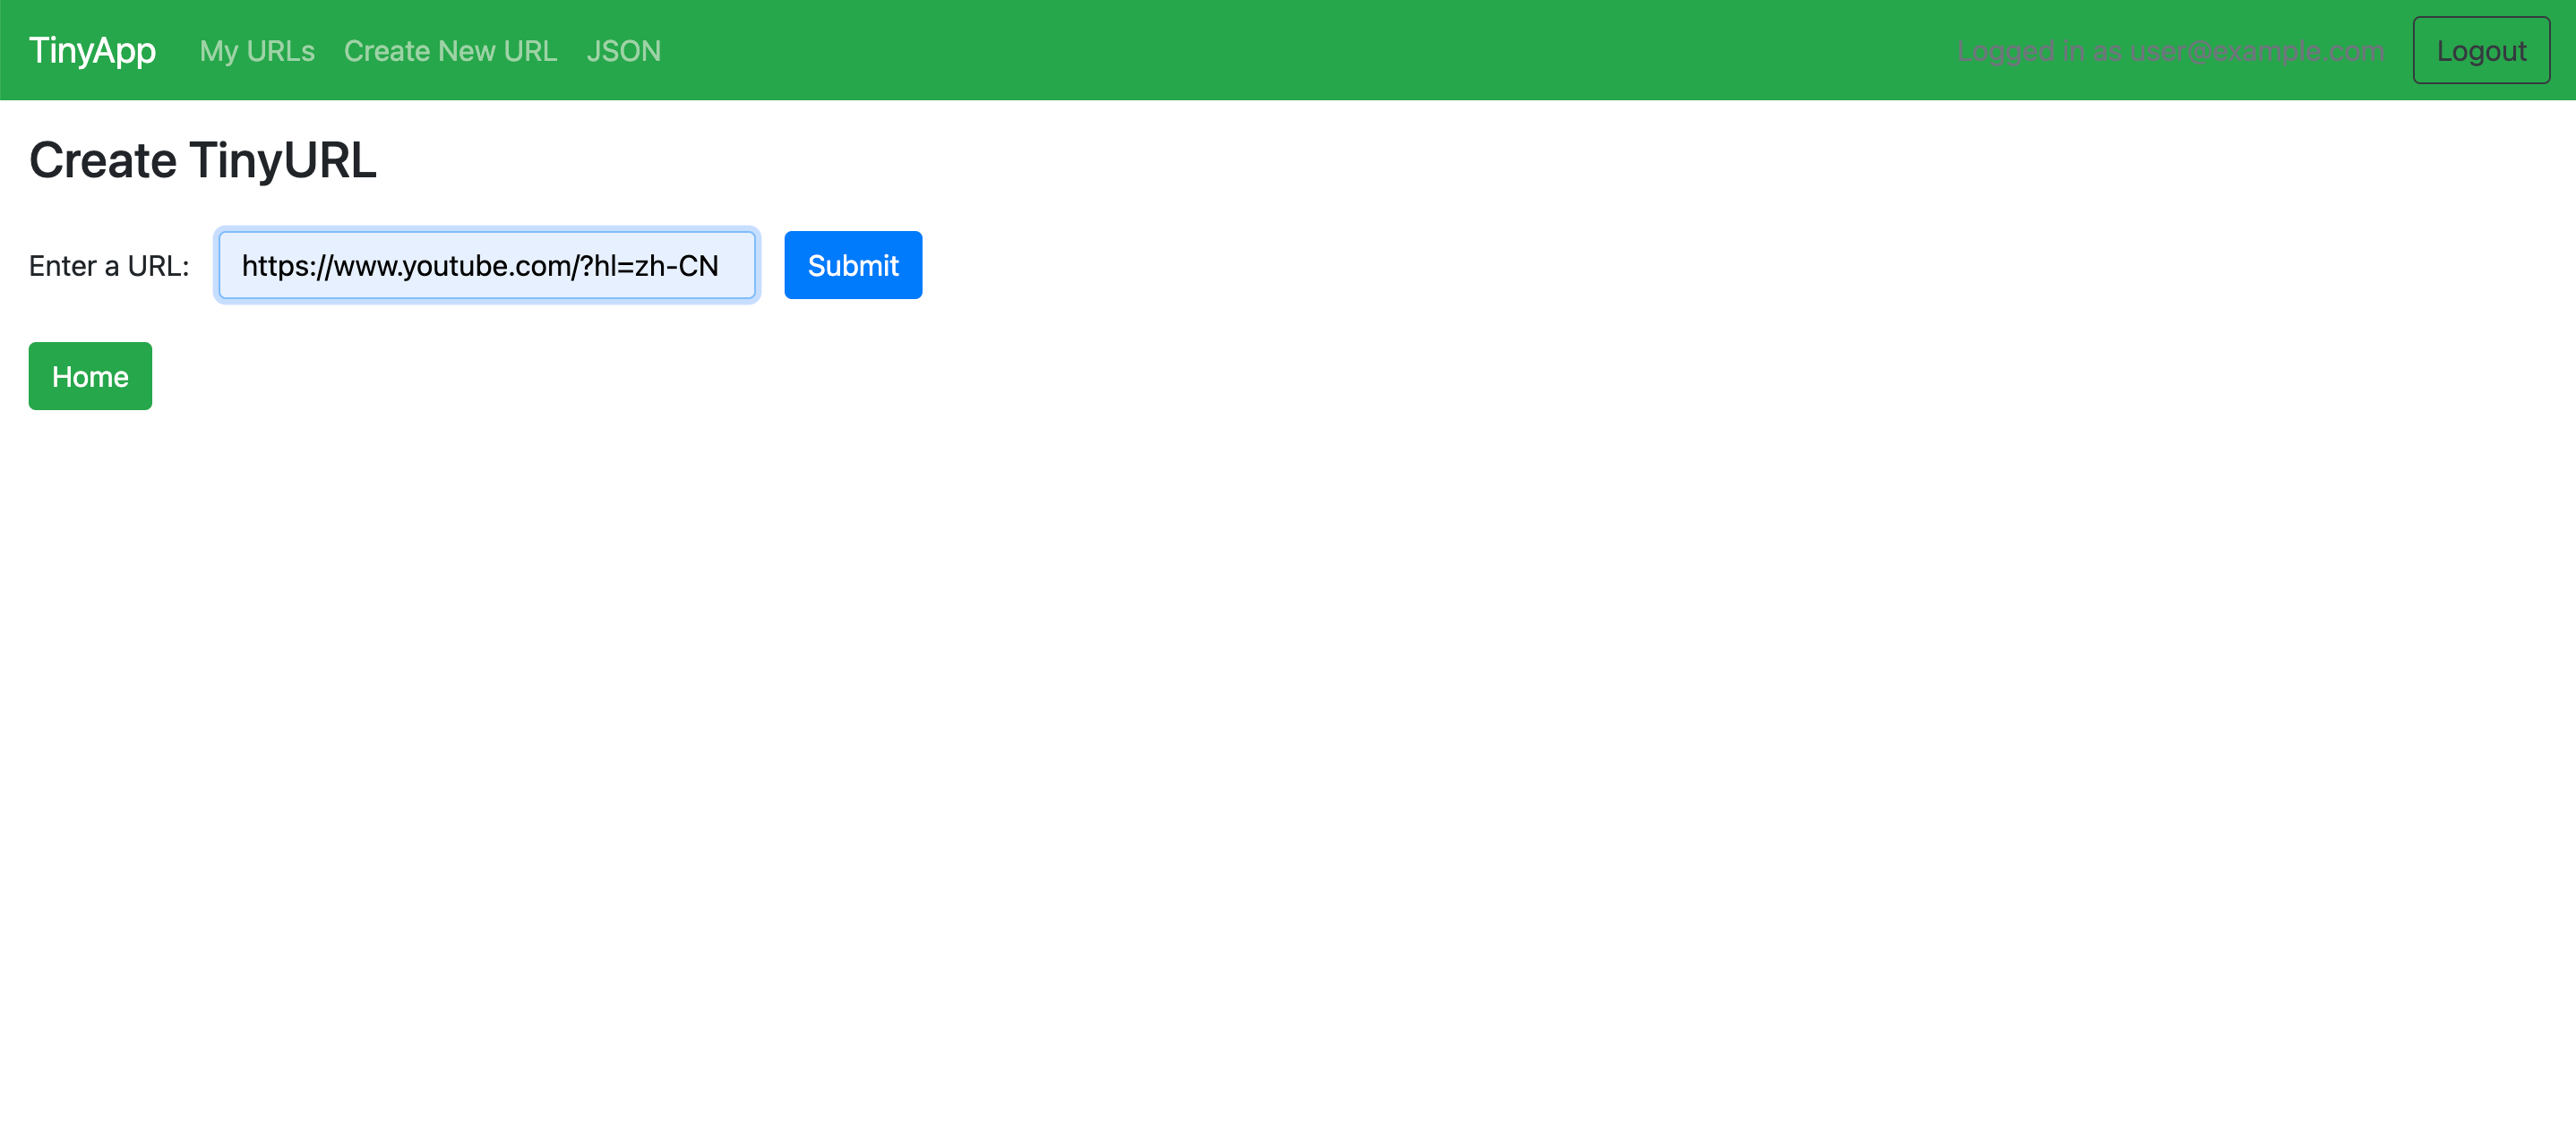 TinyApp My URLs Create New URL JSON Logged in as user@example.com Logout
Create TinyURL
Enter a URL: https://www.youtube.com/?hl=zh-CN Submit
Home